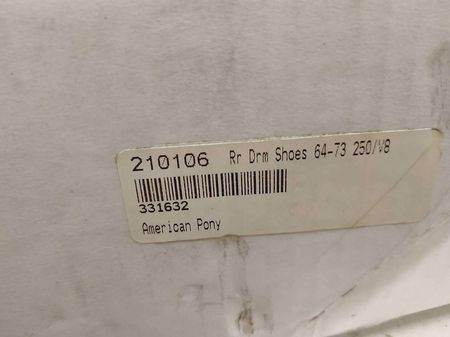 210106 Rr Drm Shoes 64-73 250/V8
331632
American Pony